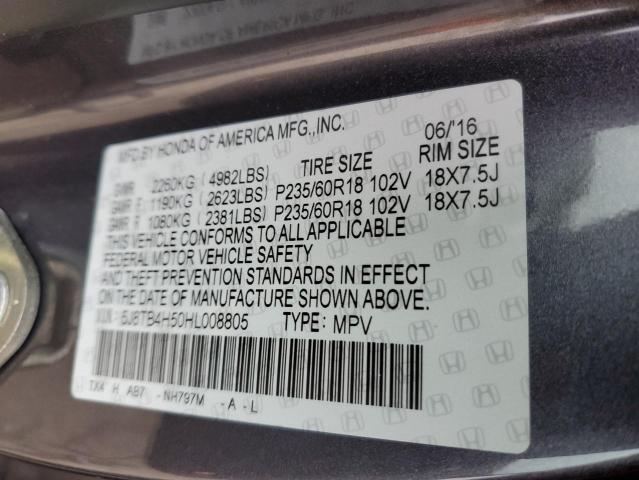 MFD BY HONDA OF AMERICA MFG.,INC. 06/'16
GVWR 2260KG (4982LBS) TIRE SIZE RIM SIZE
GAWR F 1190KG (2623LBS) P235/60R18 102V 18X7.5J
GAWR R 1080KG (2381LBS) P235/60R18 102V 18X7.5J
THIS VEHICLE CONFORMS TO ALL APPLICABLE
FEDERAL MOTOR VEHICLE SAFETY
AND THEFT PREVENTION STANDARDS IN EFFECT
ON THE DATE OF MANUFACTURE SHOWN ABOVE.
5J8TB4H50HL008805 TYPE: MPV
TX4 H AB7 -NH797M -A-L